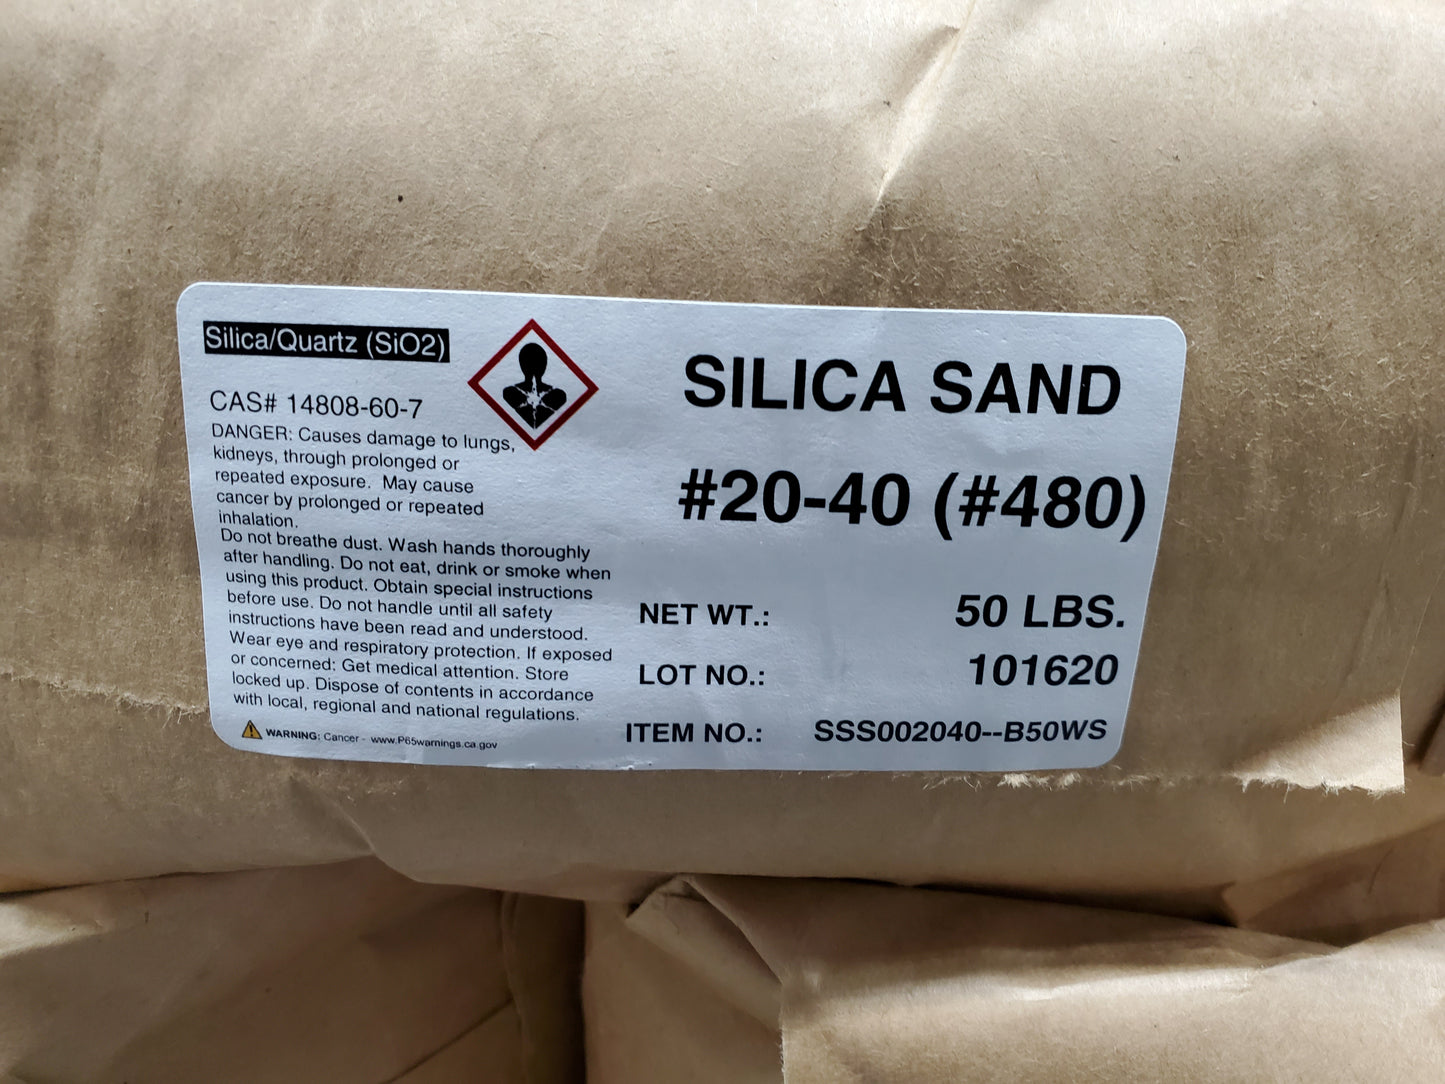 Silica/Quartz (SiO2)
CAS# 14808-60-7
DANGER: Causes damage to lungs,
kidneys, through prolonged or
repeated exposure. May cause
cancer by prolonged or repeated
inhalation.
Do not breathe dust. Wash hands thoroughly
after handling. Do not eat, drink or smoke when
using this product. Obtain special instructions
before use. Do not handle until all safety
instructions have been read and understood.
Wear eye and respiratory protection. If exposed
or concerned: Get medical attention. Store
locked up. Dispose of contents in accordance
with local, regional and national regulations.
WARNING: Cancer - www.P65warnings.ca.gov
SILICA SAND
#20-40 (#480)
NET WT.: 50 LBS.
LOT NO.: 101620
ITEM NO.: SSS002040--B50WS